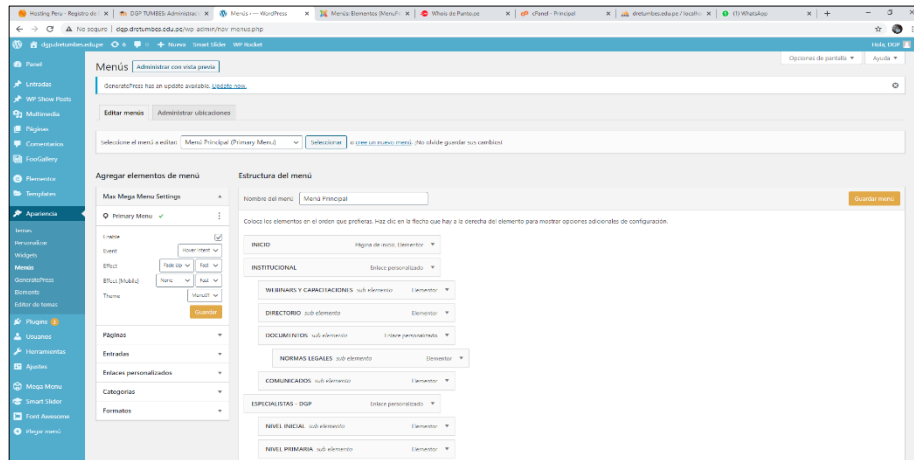 Hosting Peru - Registro de
DGP TUMBES: Administrac
Menús ‹ — WordPress
Menús: Elementos (Menu
Whois de Punto.pe
cPanel - Principal
dretumbes.edu.pe / localho
(1) WhatsApp
No seguro | dgp.dretumbes.edu.pe/wp-admin/nav-menus.php
dgp.dretumbes.edu.pe
+ Nuevo
Smart Slider
WP Rocket
Hola, DGP
Opciones de pantalla ▼
Ayuda ▼
Panel
Entradas
WP Show Posts
Multimedia
Páginas
Comentarios
FooGallery
Elementor
Templates
Apariencia
Temas
Personalizar
Widgets
Menús
GeneratePress
Elements
Editor de temas
Plugins
Usuarios
Herramientas
Ajustes
Mega Menu
Smart Slider
Font Awesome
Plegar menú
Menús
Administrar con vista previa
GeneratePress has an update available. Update now.
Editar menús
Administrar ubicaciones
Seleccione el menú a editar:
Menú Principal (Primary Menu)
Seleccionar
o cree un nuevo menú. ¡No olvide guardar sus cambios!
Agregar elementos de menú
Max Mega Menu Settings
Primary Menu
Enable
Event
Hover Intent
Effect
Fade Up
Fast
Effect (Mobile)
None
Fast
Theme
Guardar
Páginas
Entradas
Enlaces personalizados
Categorías
Formatos
Estructura del menú
Nombre del menú
Menú Principal
Guardar menú
Coloca los elementos en el orden que prefieras. Haz clic en la flecha que hay a la derecha del elemento para mostrar opciones adicionales de configuración.
INICIO
Página de inicio, Elementor ▼
INSTITUCIONAL
Enlace personalizado ▼
WEBINARS Y CAPACITACIONES sub elemento
Elementor ▼
DIRECTORIO sub elemento
Elementor ▼
DOCUMENTOS sub elemento
Enlace personalizado ▼
NORMAS LEGALES sub elemento
Elementor ▼
COMUNICADOS sub elemento
Elementor ▼
ESPECIALISTAS - DGP
Enlace personalizado ▼
NIVEL INICIAL sub elemento
Elementor ▼
NIVEL PRIMARIA sub elemento
Elementor ▼